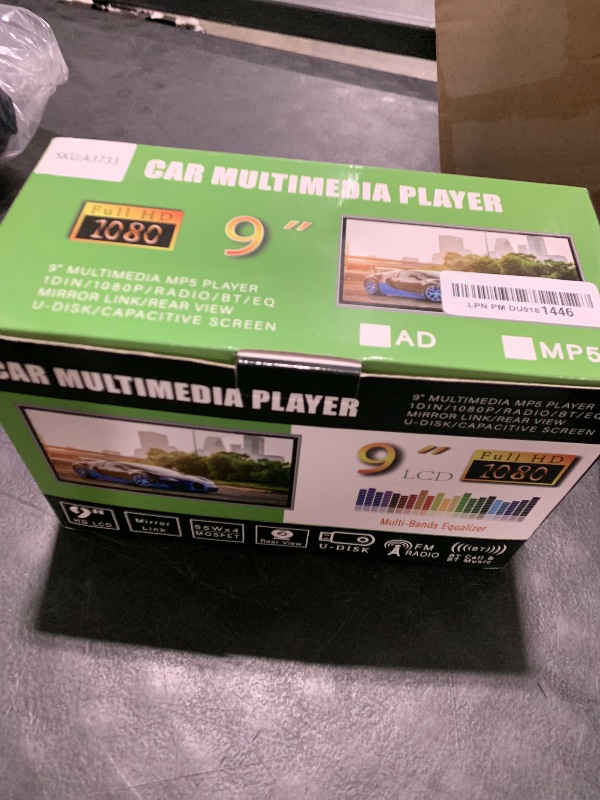 SKU:A3733
CAR MULTIMEDIA PLAYER
Full HD
1080
9"
9" MULTIMEDIA MP5 PLAYER
1DIN/1080P/RADIO/BT/EQ
MIRROR LINK/REAR VIEW
U-DISK/CAPACITIVE SCREEN
LPN PM DU918 1446
AD
MP5
CAR MULTIMEDIA PLAYER
9" MULTIMEDIA MP5 PLAYER
1DIN/1080P/RADIO/BT/EQ
MIRROR LINK/REAR VIEW
U-DISK/CAPACITIVE SCREEN
9" LCD
Full HD
1080
Multi-Bands Equalizer
9"
HD LCD
Mirror
Link
55Wx4
MOSFET
Rear View
U-DISK
FM
RADIO
(((BT)))
BT Call &
BT Music